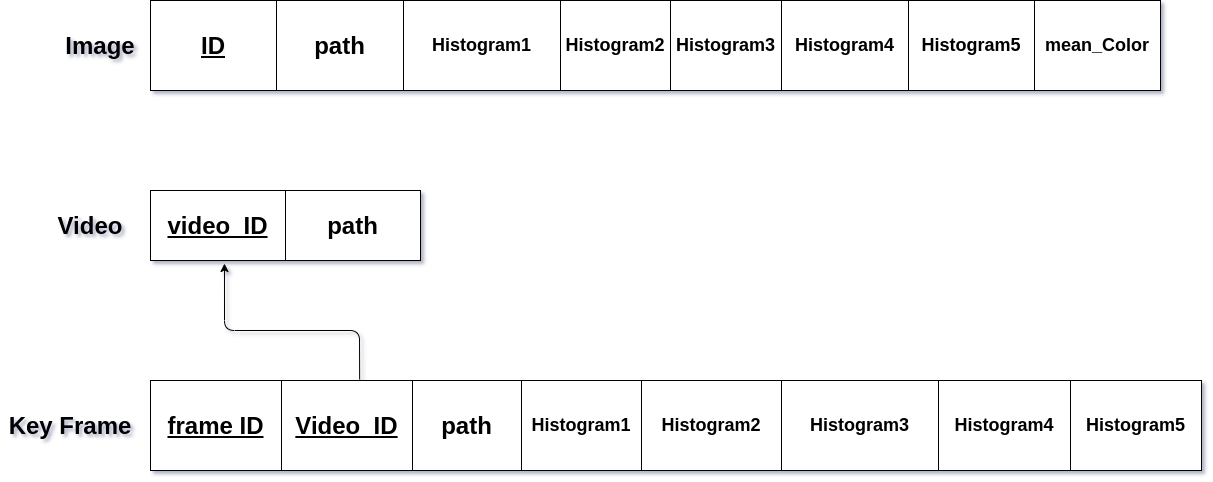 Image ID path Histogram1 Histogram2 Histogram3 Histogram4 Histogram5 mean_Color
Video video_ID path
Key Frame frame ID Video_ID path Histogram1 Histogram2 Histogram3 Histogram4 Histogram5